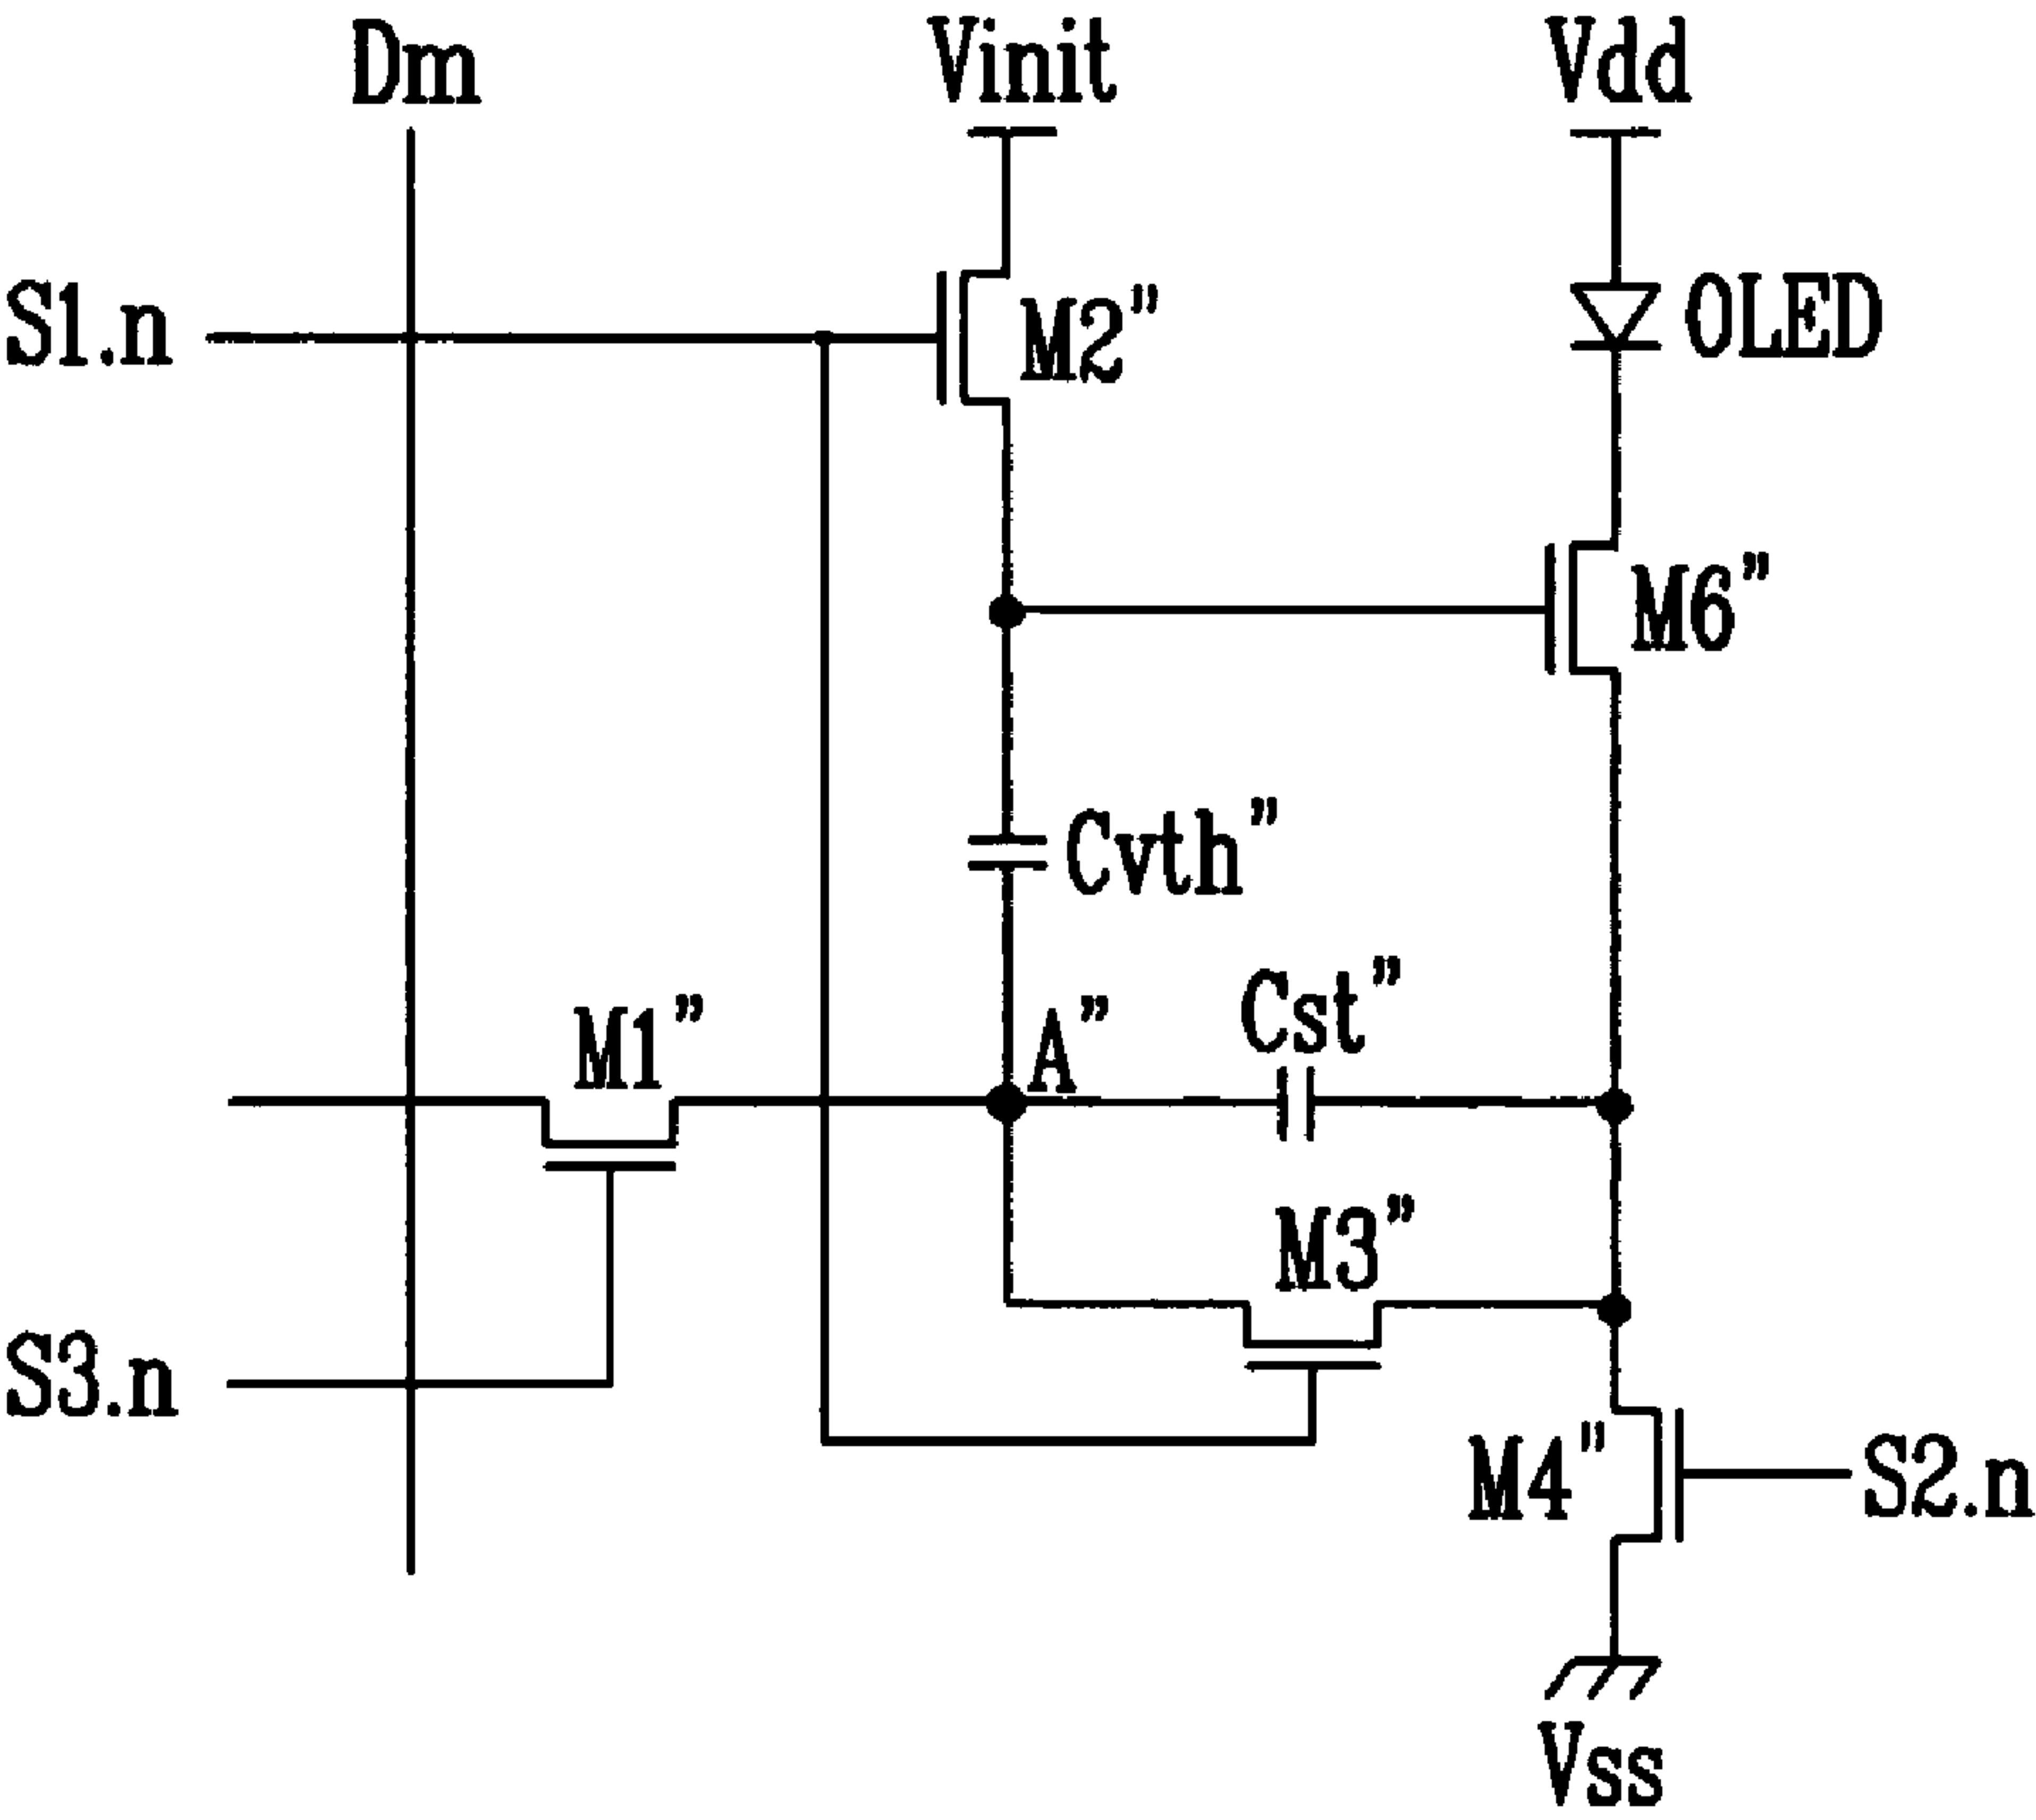 Dm
Vinit
Vdd
S1.n
M2"
OLED
M6"
Cvth"
Cst"
M1"
A"
M3"
S3.n
M4"
S2.n
Vss